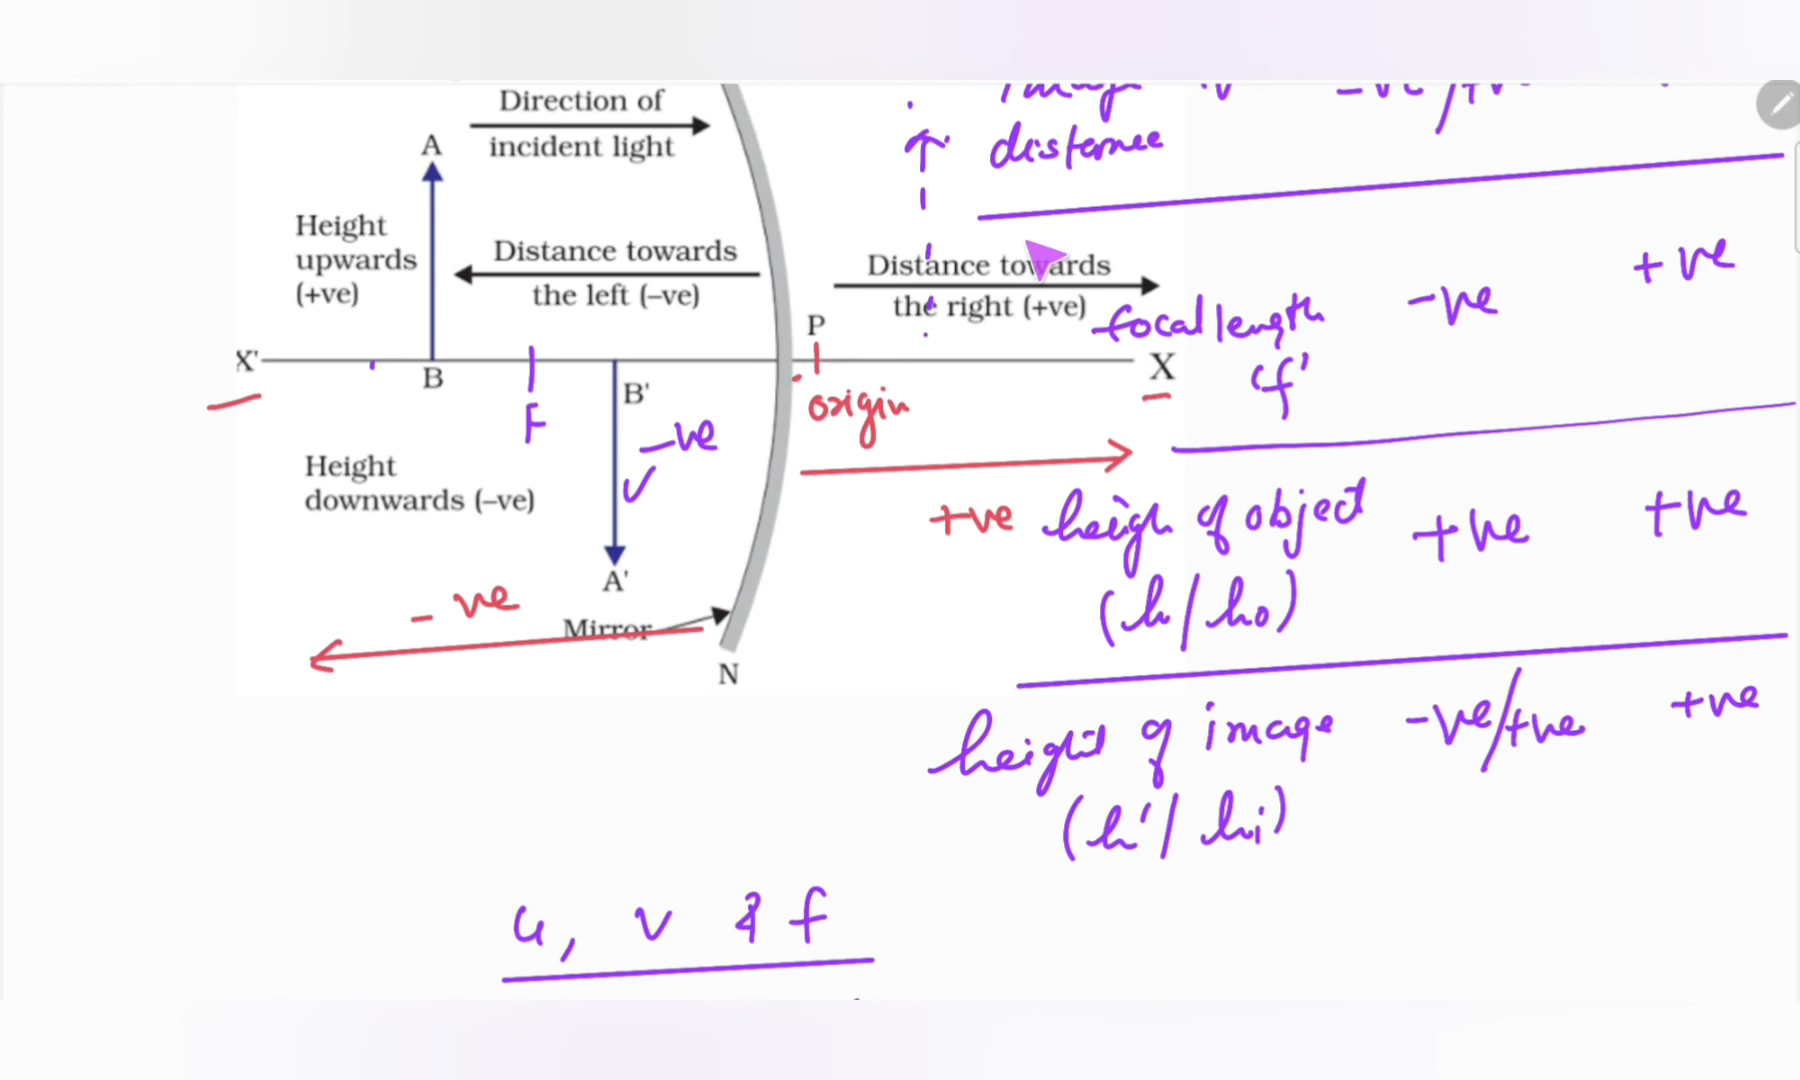 Direction of
incident light
A
Height
upwards
(+ve)
Distance towards
the left (–ve)
Distance towards
the right (+ve)
P
X'
B
B'
X
F
origin
-ve
Height
downwards (–ve)
A'
- ve
Mirror
N
+ve
distance
focal length -ve +ve
'f'
heigh of object +ve +ve
(h/ho)
height of image -ve/+ve +ve
(h'/hi)
u, v & f